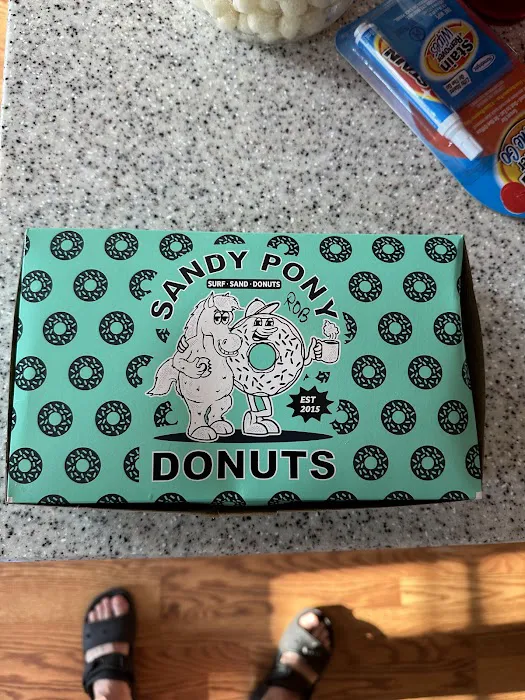 Stain
SANDY PONY
SURF · SAND · DONUTS
ROB
EST
2015
DONUTS